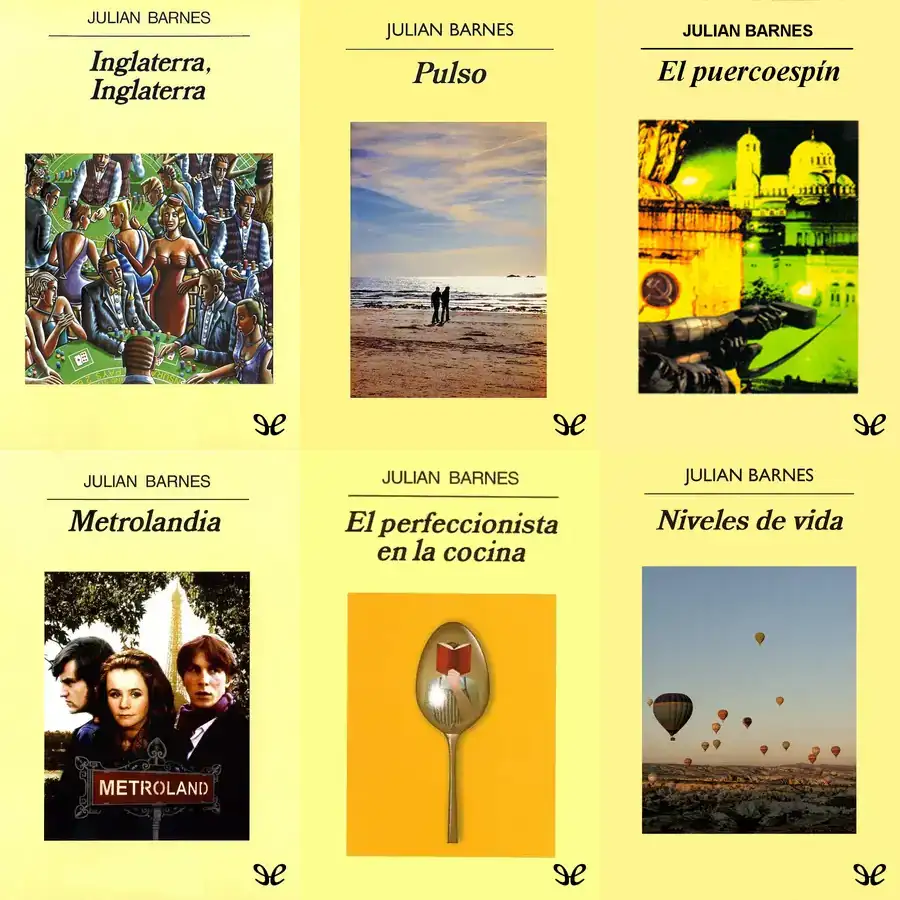 JULIAN BARNES
Inglaterra,
Inglaterra
JULIAN BARNES
Pulso
JULIAN BARNES
El puercoespín
JULIAN BARNES
Metrolandia
METROLAND
JULIAN BARNES
El perfeccionista
en la cocina
JULIAN BARNES
Niveles de vida